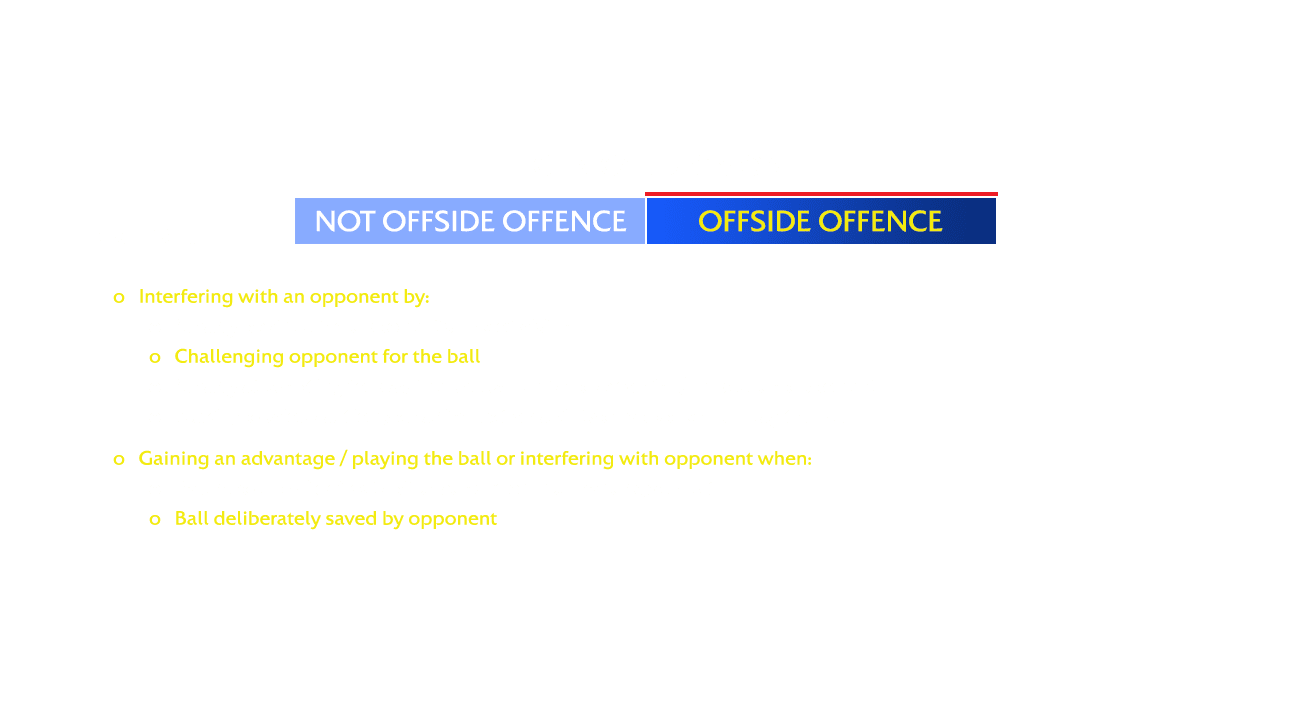 NOT OFFSIDE OFFENCE OFFSIDE OFFENCE
o Interfering with an opponent by:
o Challenging opponent for the ball
o Gaining an advantage / playing the ball or interfering with opponent when:
o Ball deliberately saved by opponent